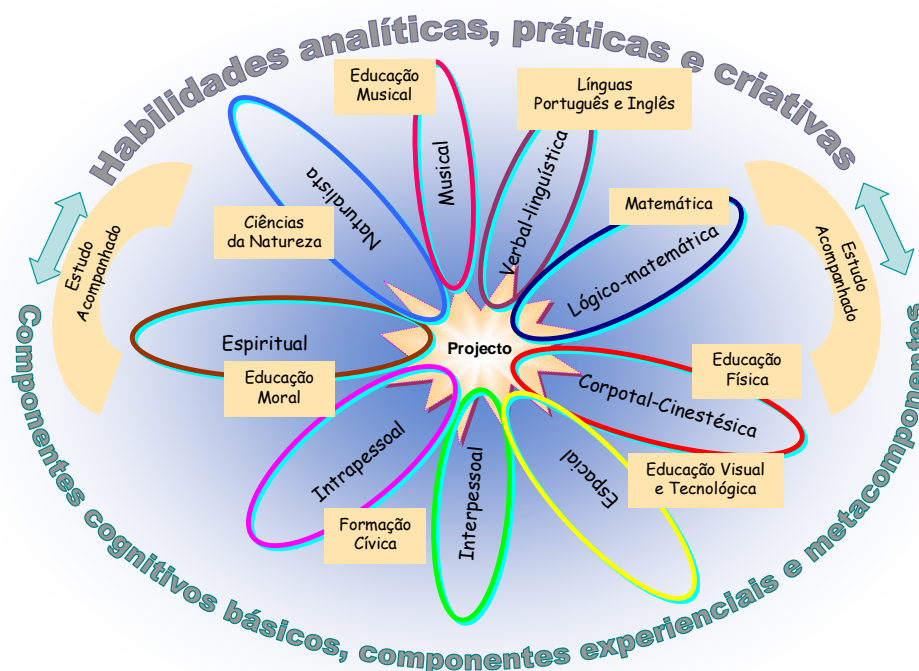 Habilidades analíticas, práticas e criativas
Educação
Musical
Línguas
Português e Inglês
Musical
Verbal-linguística
Naturalista
Matemática
Ciências
da Natureza
Lógico-matemática
Estudo
Acompanhado
Estudo
Acompanhado
Espiritual
Projecto
Educação
Física
Educação
Moral
Corpotal-Cinestésica
Intrapessoal
Interpessoal
Espacial
Educação Visual
e Tecnológica
Formação
Cívica
Componentes cognitivos básicos, componentes experienciais e metacomponentes